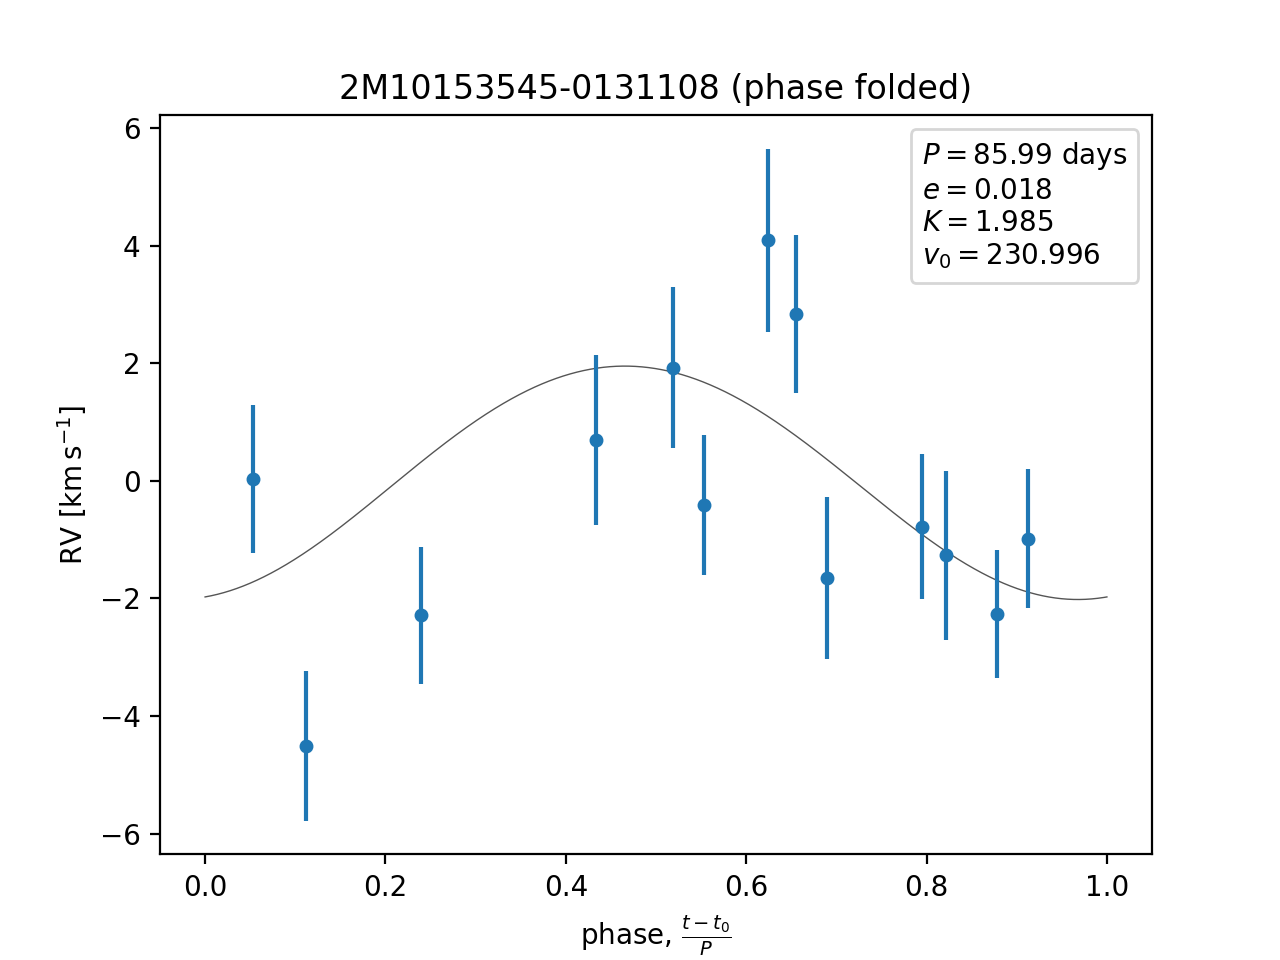 2M10153545-0131108 (phase folded)
P = 85.99 days
e = 0.018
K = 1.985
v₀ = 230.996
RV [km s⁻¹]
6
4
2
0
−2
−4
−6
0.0 0.2 0.4 0.6 0.8 1.0
phase, (t − t₀)/P